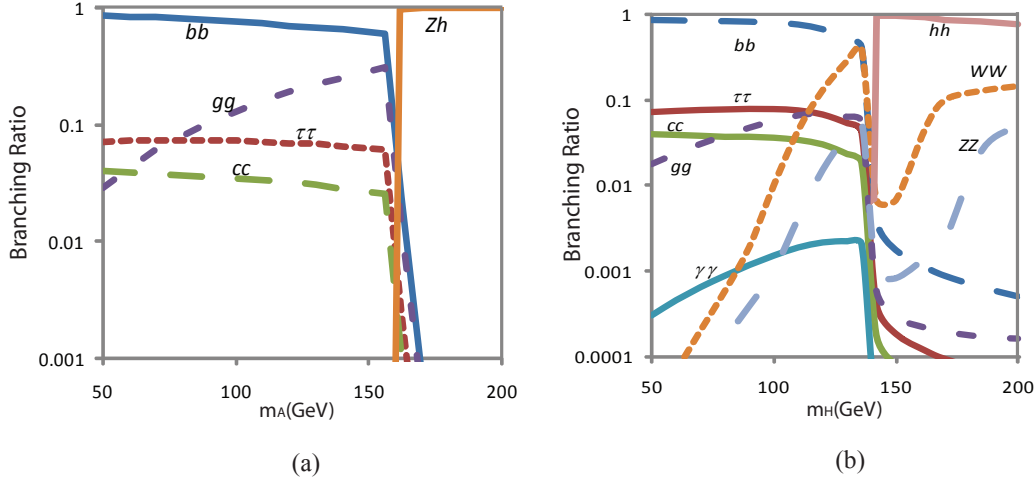 1
bb
Zh
gg
0.1
ττ
cc
0.01
0.001
50
100
150
200
Branching Ratio
mA(GeV)
(a)
1
bb
hh
WW
0.1
ττ
cc
ZZ
gg
0.01
0.001
γγ
0.0001
50
100
150
200
Branching Ratio
mH(GeV)
(b)